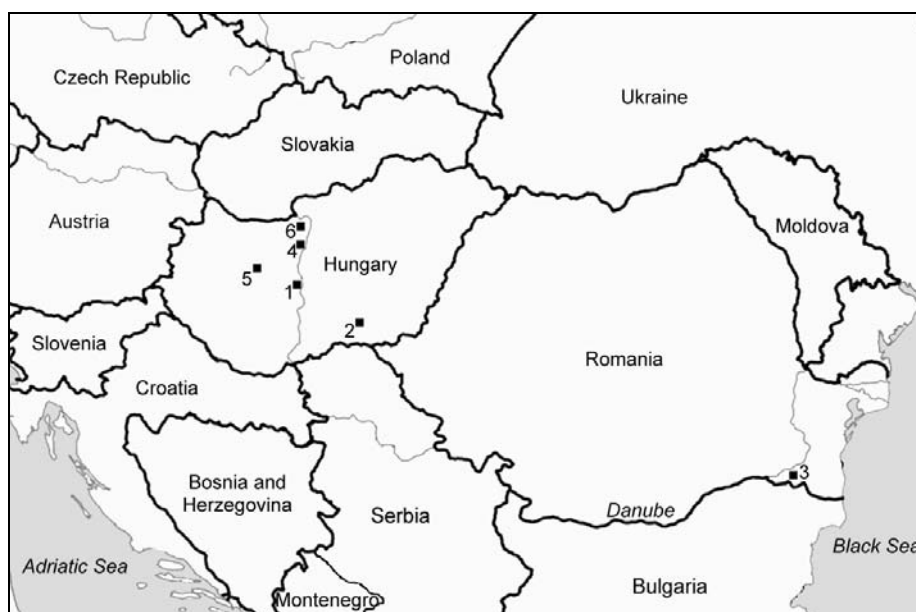 Poland
Czech Republic
Ukraine
Slovakia
Austria
Moldova
6
4
Hungary
5
1
2
Slovenia
Romania
Croatia
3
Bosnia and
Herzegovina
Serbia
Danube
Black Sea
Adriatic Sea
Bulgaria
Montenegro